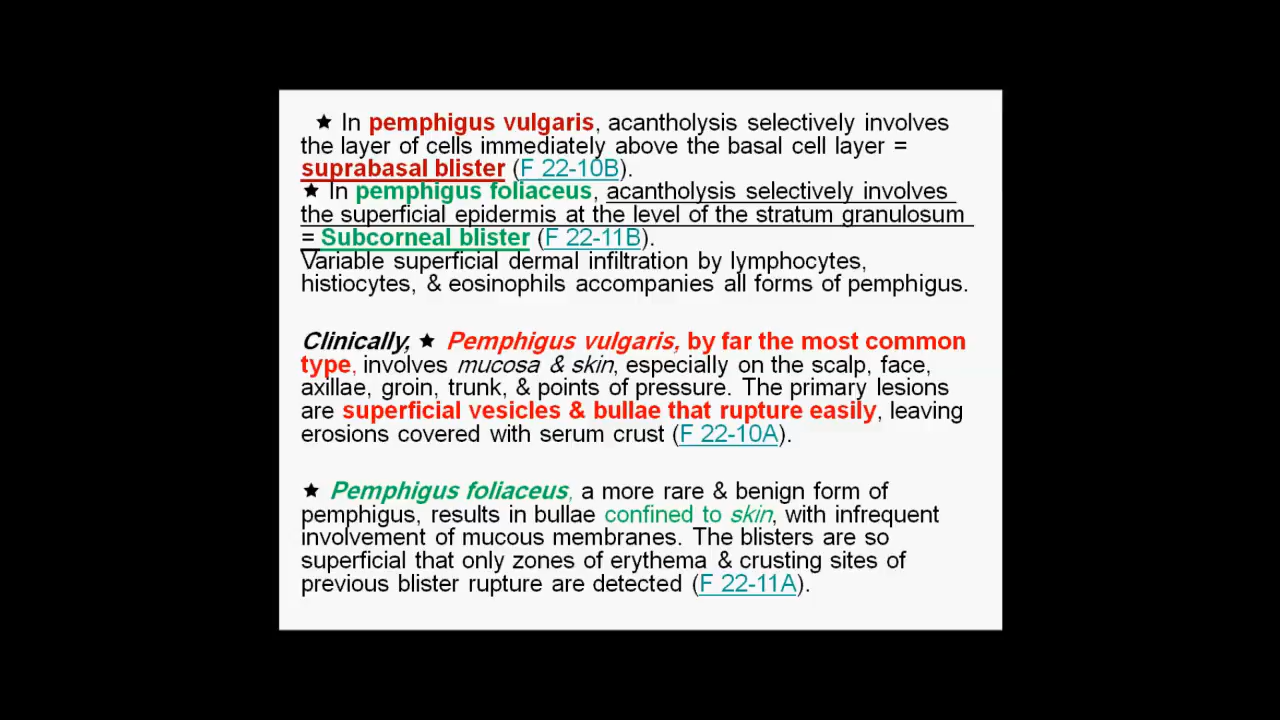 ★ In pemphigus vulgaris, acantholysis selectively involves
the layer of cells immediately above the basal cell layer =
suprabasal blister (F 22-10B).
★ In pemphigus foliaceus, acantholysis selectively involves
the superficial epidermis at the level of the stratum granulosum
= Subcorneal blister (F 22-11B).
Variable superficial dermal infiltration by lymphocytes,
histiocytes, & eosinophils accompanies all forms of pemphigus.
Clinically, ★ Pemphigus vulgaris, by far the most common
type, involves mucosa & skin, especially on the scalp, face,
axillae, groin, trunk, & points of pressure. The primary lesions
are superficial vesicles & bullae that rupture easily, leaving
erosions covered with serum crust (F 22-10A).
★ Pemphigus foliaceus, a more rare & benign form of
pemphigus, results in bullae confined to skin, with infrequent
involvement of mucous membranes. The blisters are so
superficial that only zones of erythema & crusting sites of
previous blister rupture are detected (F 22-11A).